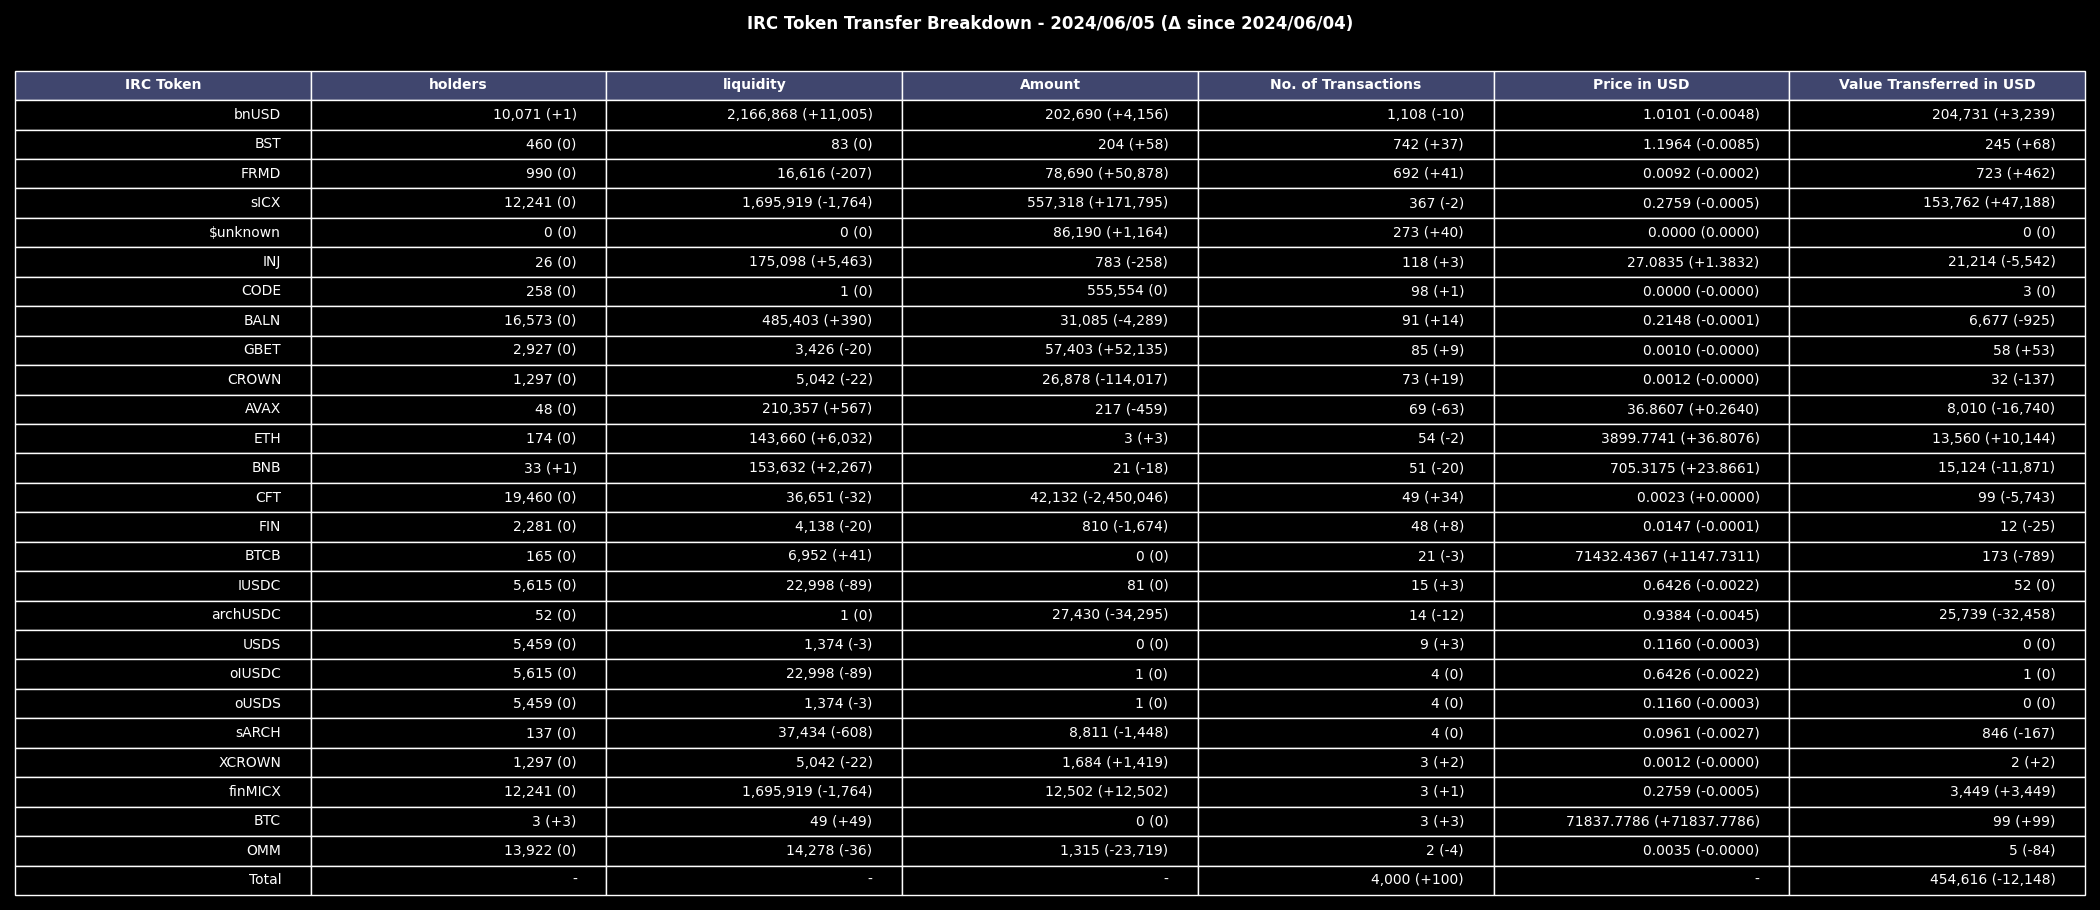 IRC Token Transfer Breakdown - 2024/06/05 (Δ since 2024/06/04)
IRC Token holders liquidity Amount No. of Transactions Price in USD Value Transferred in USD
bnUSD 10,071 (+1) 2,166,868 (+11,005) 202,690 (+4,156) 1,108 (-10) 1.0101 (-0.0048) 204,731 (+3,239)
BST 460 (0) 83 (0) 204 (+58) 742 (+37) 1.1964 (-0.0085) 245 (+68)
FRMD 990 (0) 16,616 (-207) 78,690 (+50,878) 692 (+41) 0.0092 (-0.0002) 723 (+462)
sICX 12,241 (0) 1,695,919 (-1,764) 557,318 (+171,795) 367 (-2) 0.2759 (-0.0005) 153,762 (+47,188)
$unknown 0 (0) 0 (0) 86,190 (+1,164) 273 (+40) 0.0000 (0.0000) 0 (0)
INJ 26 (0) 175,098 (+5,463) 783 (-258) 118 (+3) 27.0835 (+1.3832) 21,214 (-5,542)
CODE 258 (0) 1 (0) 555,554 (0) 98 (+1) 0.0000 (-0.0000) 3 (0)
BALN 16,573 (0) 485,403 (+390) 31,085 (-4,289) 91 (+14) 0.2148 (-0.0001) 6,677 (-925)
GBET 2,927 (0) 3,426 (-20) 57,403 (+52,135) 85 (+9) 0.0010 (-0.0000) 58 (+53)
CROWN 1,297 (0) 5,042 (-22) 26,878 (-114,017) 73 (+19) 0.0012 (-0.0000) 32 (-137)
AVAX 48 (0) 210,357 (+567) 217 (-459) 69 (-63) 36.8607 (+0.2640) 8,010 (-16,740)
ETH 174 (0) 143,660 (+6,032) 3 (+3) 54 (-2) 3899.7741 (+36.8076) 13,560 (+10,144)
BNB 33 (+1) 153,632 (+2,267) 21 (-18) 51 (-20) 705.3175 (+23.8661) 15,124 (-11,871)
CFT 19,460 (0) 36,651 (-32) 42,132 (-2,450,046) 49 (+34) 0.0023 (+0.0000) 99 (-5,743)
FIN 2,281 (0) 4,138 (-20) 810 (-1,674) 48 (+8) 0.0147 (-0.0001) 12 (-25)
BTCB 165 (0) 6,952 (+41) 0 (0) 21 (-3) 71432.4367 (+1147.7311) 173 (-789)
IUSDC 5,615 (0) 22,998 (-89) 81 (0) 15 (+3) 0.6426 (-0.0022) 52 (0)
archUSDC 52 (0) 1 (0) 27,430 (-34,295) 14 (-12) 0.9384 (-0.0045) 25,739 (-32,458)
USDS 5,459 (0) 1,374 (-3) 0 (0) 9 (+3) 0.1160 (-0.0003) 0 (0)
oIUSDC 5,615 (0) 22,998 (-89) 1 (0) 4 (0) 0.6426 (-0.0022) 1 (0)
oUSDS 5,459 (0) 1,374 (-3) 1 (0) 4 (0) 0.1160 (-0.0003) 0 (0)
sARCH 137 (0) 37,434 (-608) 8,811 (-1,448) 4 (0) 0.0961 (-0.0027) 846 (-167)
XCROWN 1,297 (0) 5,042 (-22) 1,684 (+1,419) 3 (+2) 0.0012 (-0.0000) 2 (+2)
finMICX 12,241 (0) 1,695,919 (-1,764) 12,502 (+12,502) 3 (+1) 0.2759 (-0.0005) 3,449 (+3,449)
BTC 3 (+3) 49 (+49) 0 (0) 3 (+3) 71837.7786 (+71837.7786) 99 (+99)
OMM 13,922 (0) 14,278 (-36) 1,315 (-23,719) 2 (-4) 0.0035 (-0.0000) 5 (-84)
Total - - - 4,000 (+100) - 454,616 (-12,148)